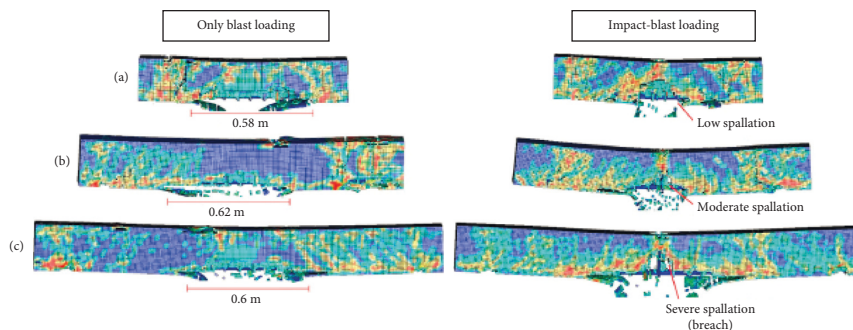 Only blast loading
Impact-blast loading
(a)
0.58 m
Low spallation
(b)
0.62 m
Moderate spallation
(c)
0.6 m
Severe spallation
(breach)